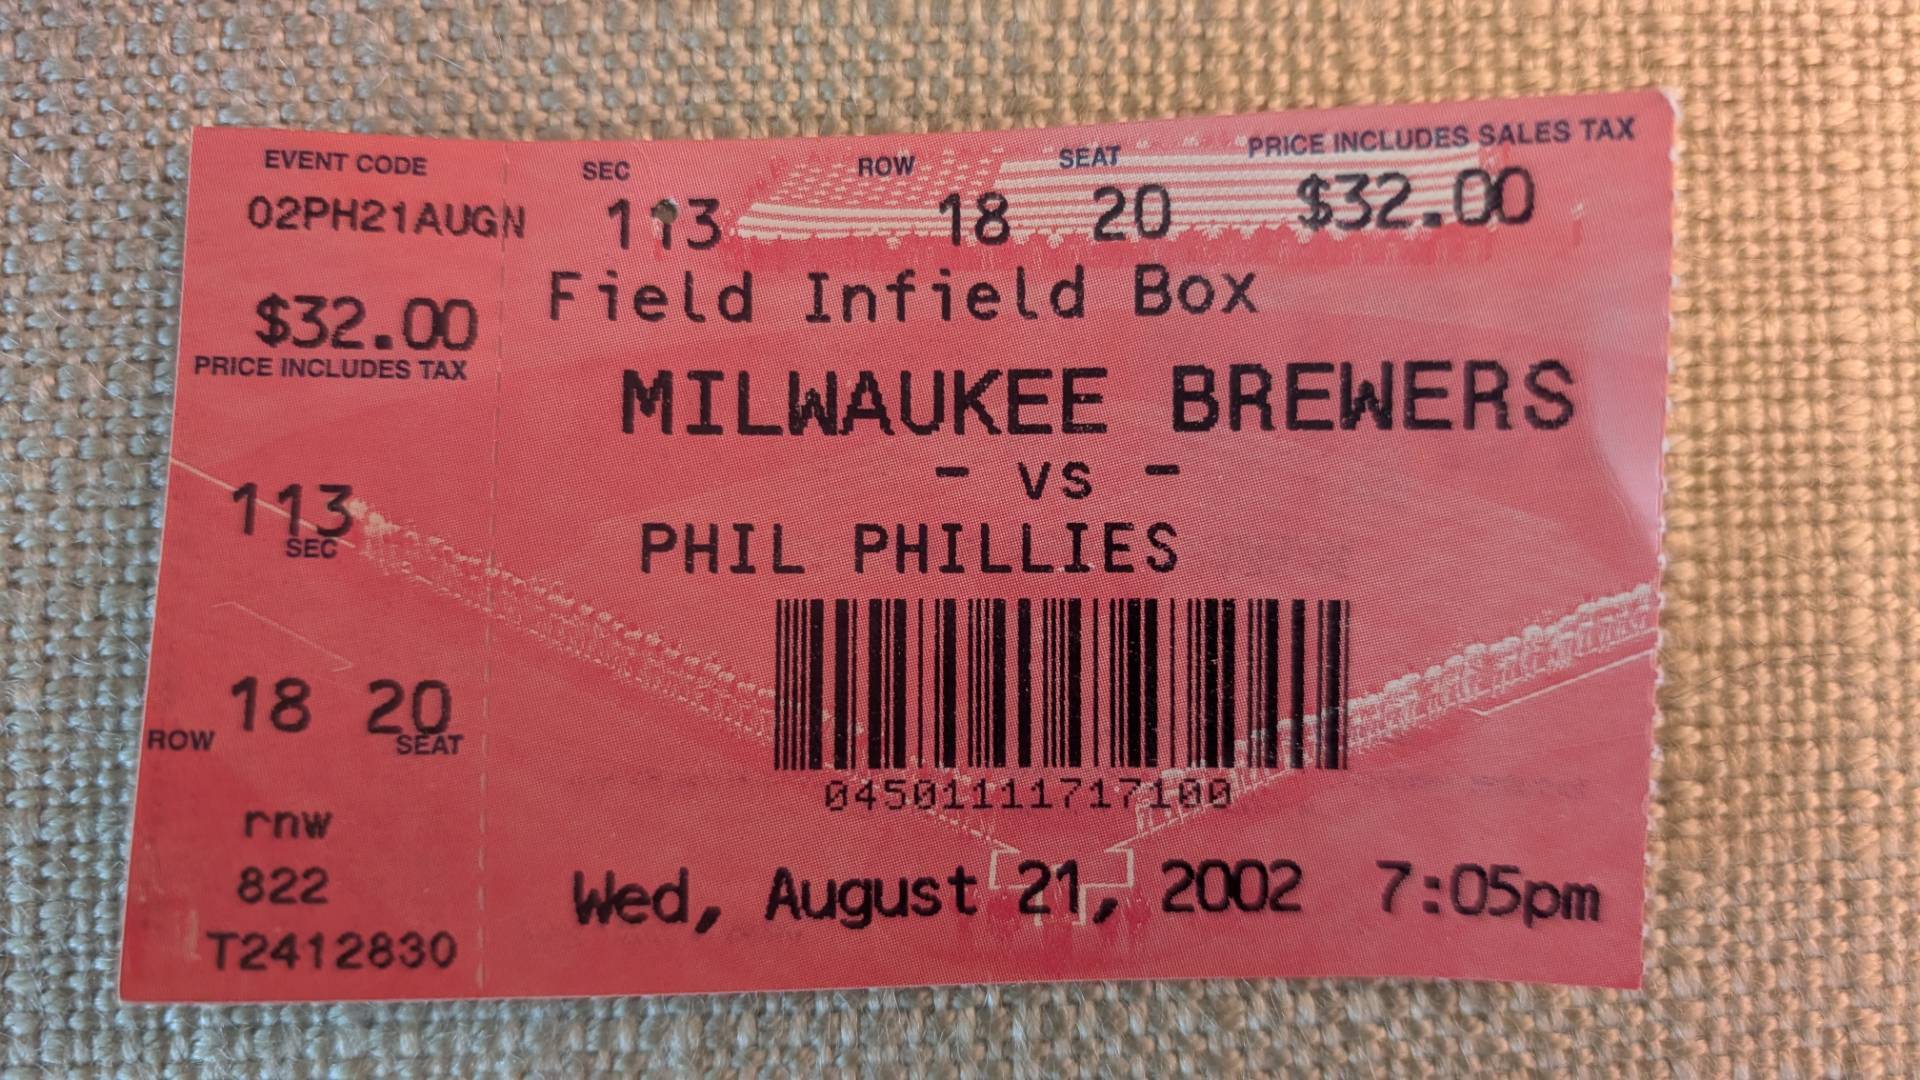 EVENT CODE
02PH21AUGN
$32.00
PRICE INCLUDES TAX
113
SEC
18 20
ROW SEAT
rnw
822
T2412830
SEC ROW SEAT PRICE INCLUDES SALES TAX
113 18 20 $32.00
Field Infield Box
MILWAUKEE BREWERS
- vs -
PHIL PHILLIES
04501111717100
Wed, August 21, 2002 7:05pm